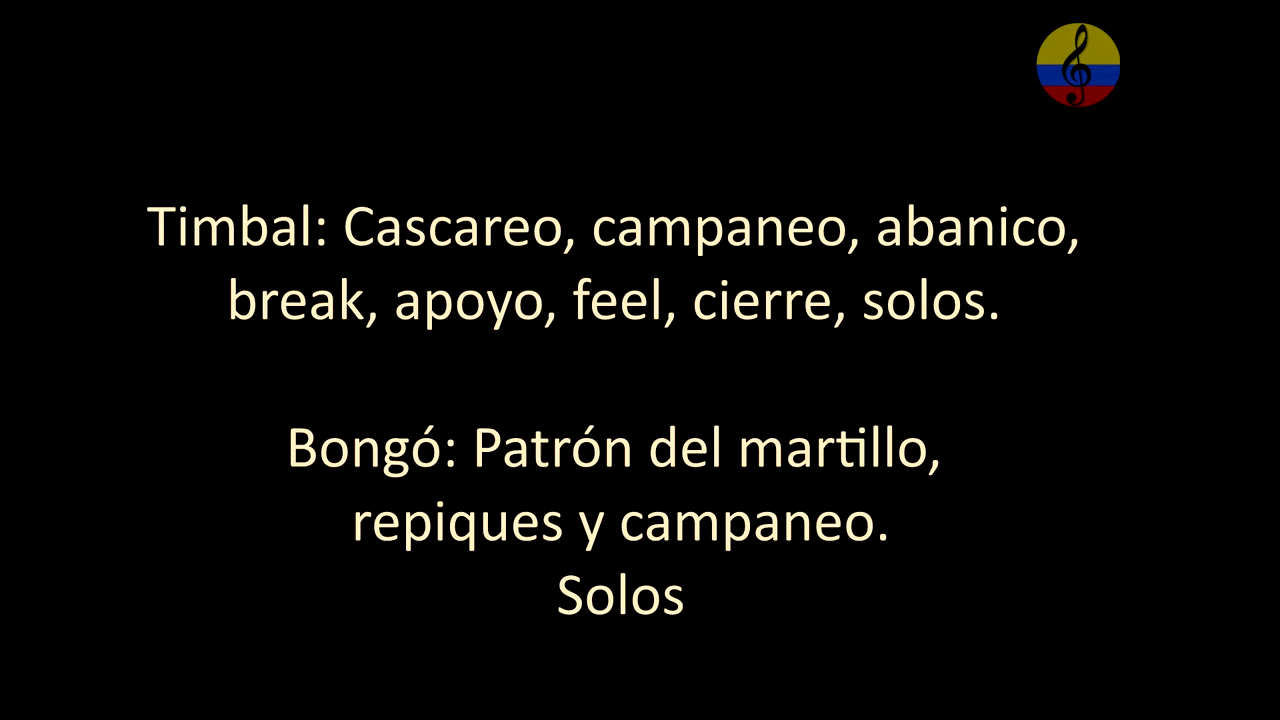 Timbal: Cascareo, campaneo, abanico,
break, apoyo, feel, cierre, solos.
Bongó: Patrón del martillo,
repiques y campaneo.
Solos